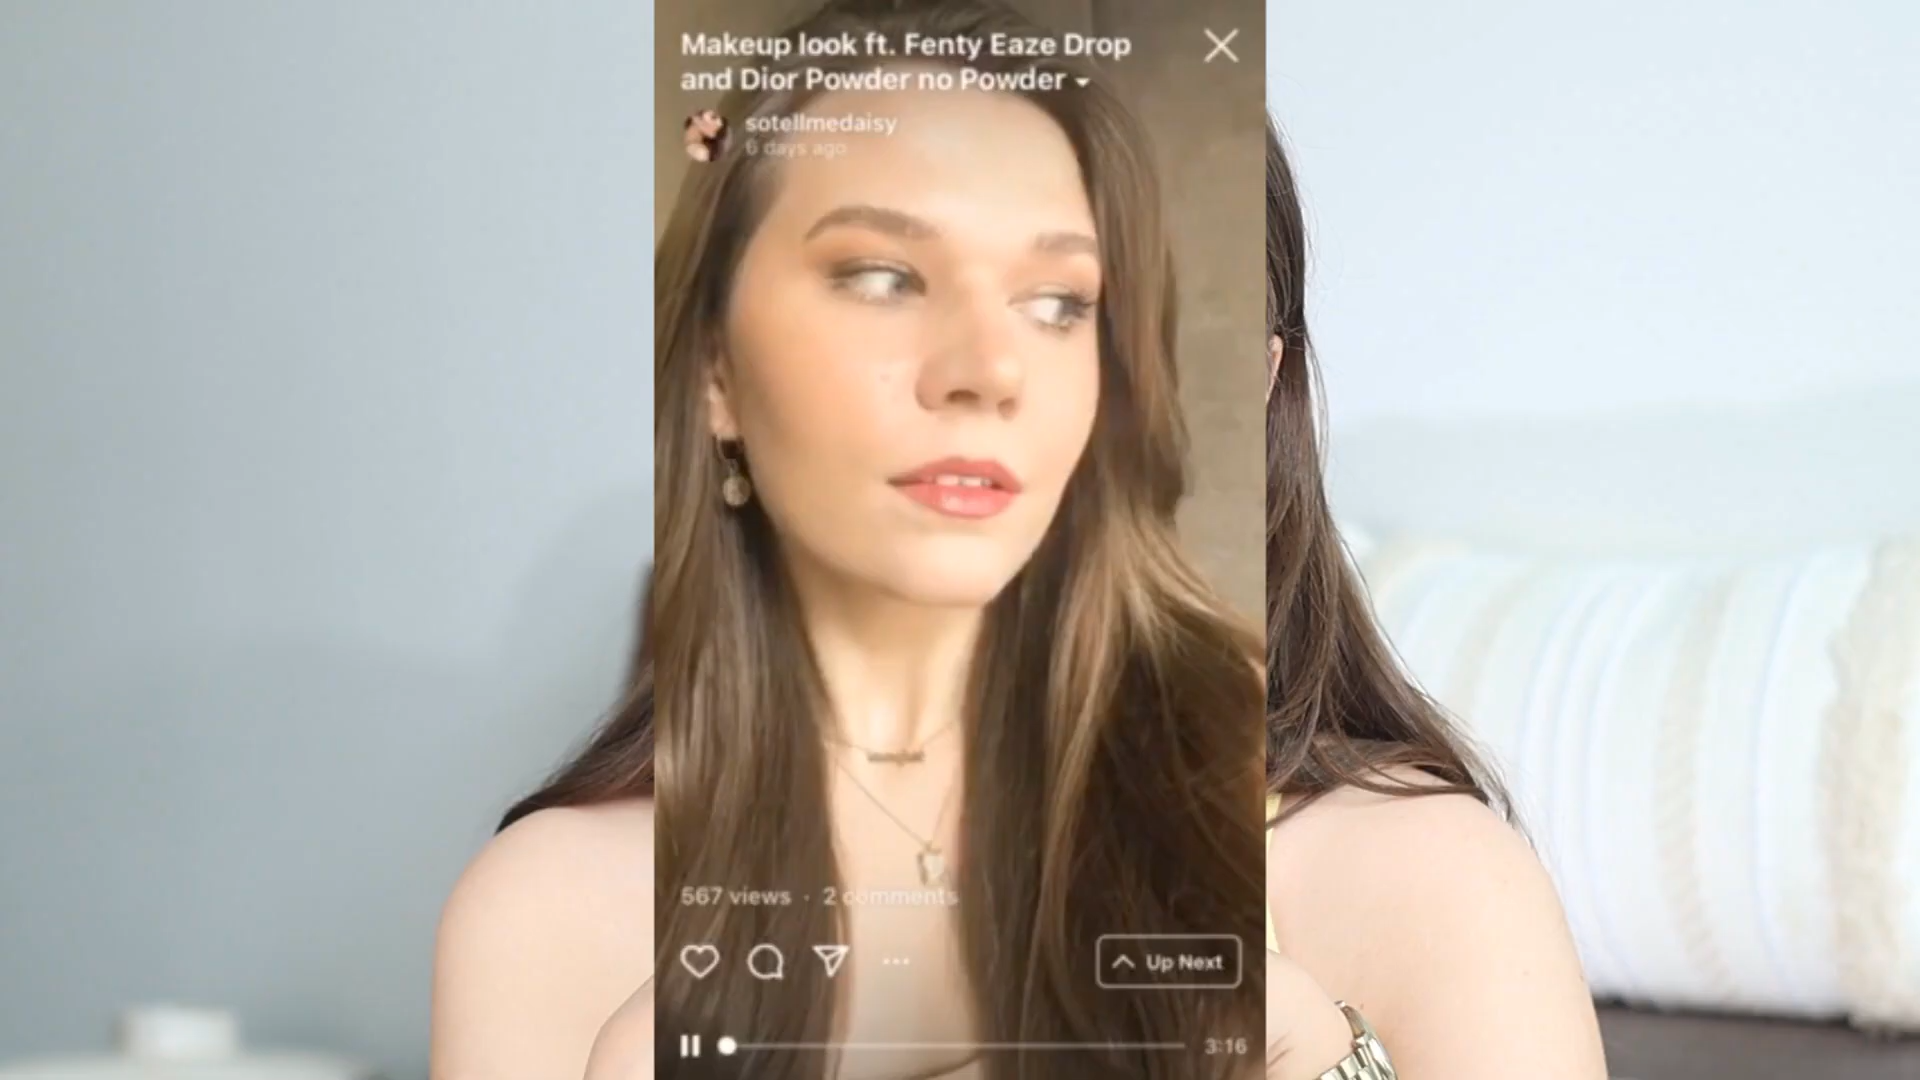 Makeup look ft. Fenty Eaze Drop
and Dior Powder no Powder
sotellmedaisy
6 days ago
567 views · 2 comments
Up Next
3:16